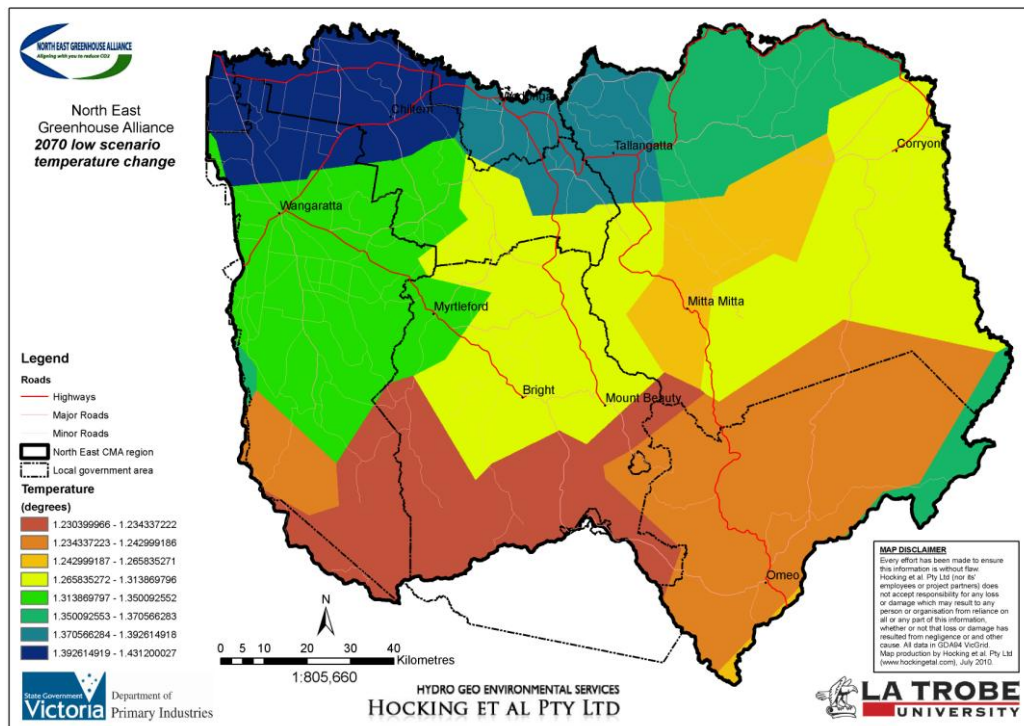 NORTH EAST GREENHOUSE ALLIANCE
Aligning with you to reduce CO2
North East
Greenhouse Alliance
2070 low scenario
temperature change
Chiltern
Tallangatta
Corryon
Wangaratta
Mitta Mitta
Myrtleford
Bright
Mount Beauty
Omeo
Legend
Roads
Highways
Major Roads
Minor Roads
North East CMA region
Local government area
Temperature
(degrees)
1.230399966 - 1.234337222
1.234337223 - 1.242999186
1.242999187 - 1.265835271
1.265835272 - 1.313869796
1.313869797 - 1.350092552
1.350092553 - 1.370566283
1.370566284 - 1.392614918
1.392614919 - 1.431200027
N
0 5 10 20 30 40
Kilometres
1:805,660
MAP DISCLAIMER
Every effort has been made to ensure
this information is without flaw.
Hocking et al. Pty Ltd (nor its'
employees or project partners) does
not accept responsibility for any loss
or damage which may result to any
person or organisation from reliance on
all or any part of this information,
whether or not that loss or damage has
resulted from negligence or and other
cause. All data in GDA94 VicGrid.
Map production by Hocking et al. Pty Ltd
(www.hockingetal.com), July 2010.
State Government
Victoria
Department of
Primary Industries
HYDRO GEO ENVIRONMENTAL SERVICES
HOCKING ET AL PTY LTD
LA TROBE
UNIVERSITY